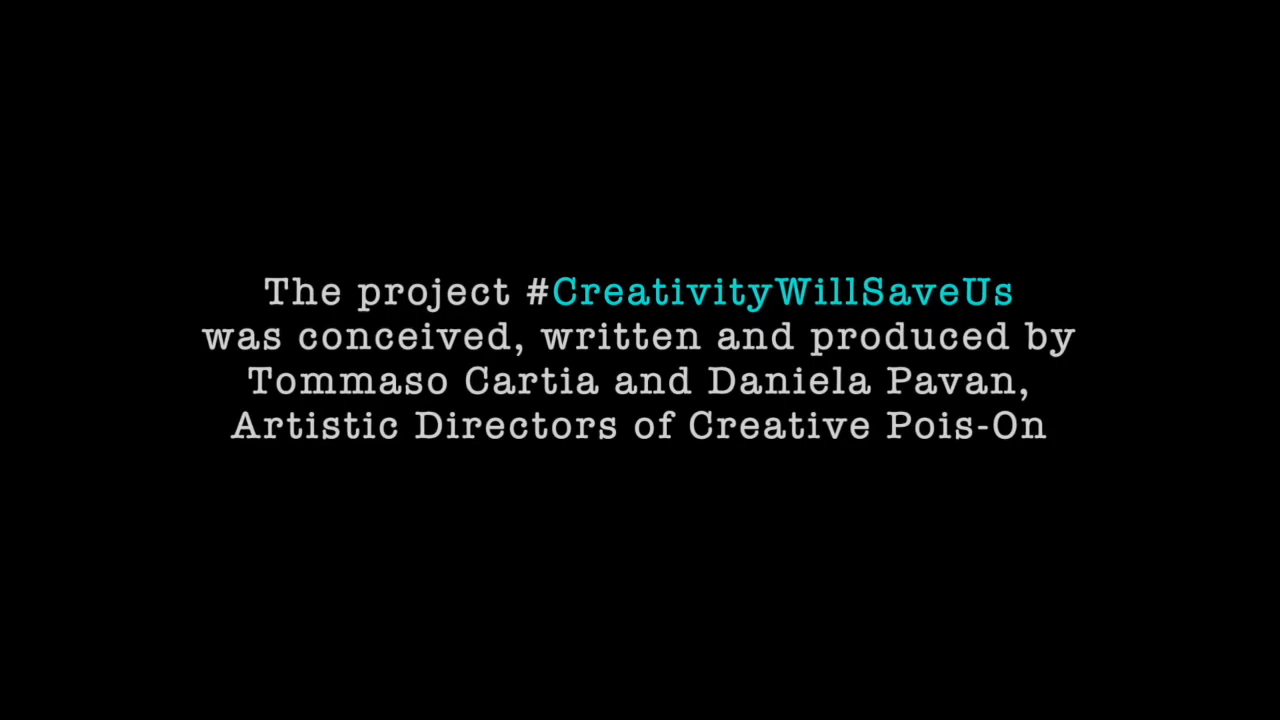 The project #CreativityWillSaveUs
was conceived, written and produced by
Tommaso Cartia and Daniela Pavan,
Artistic Directors of Creative Pois-On